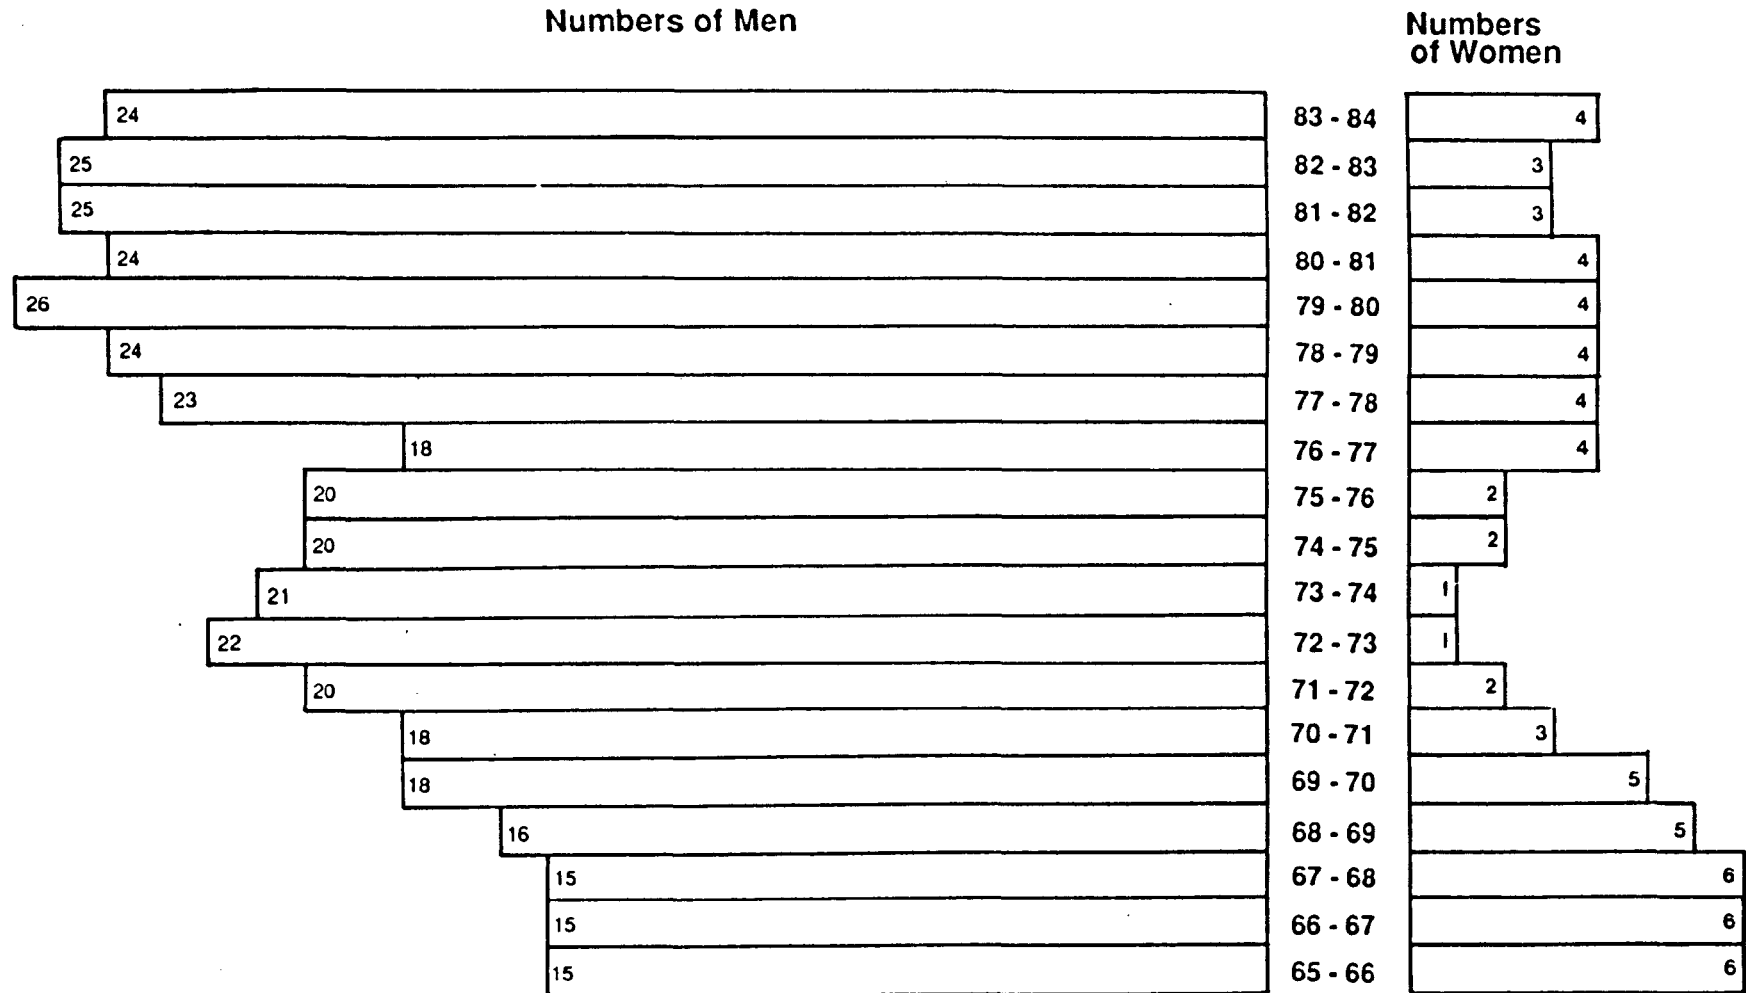 Numbers of Men
Numbers
of Women
24 83 - 84 4
25 82 - 83 3
25 81 - 82 3
24 80 - 81 4
26 79 - 80 4
24 78 - 79 4
23 77 - 78 4
18 76 - 77 4
20 75 - 76 2
20 74 - 75 2
21 73 - 74 1
22 72 - 73 1
20 71 - 72 2
18 70 - 71 3
18 69 - 70 5
16 68 - 69 5
15 67 - 68 6
15 66 - 67 6
15 65 - 66 6